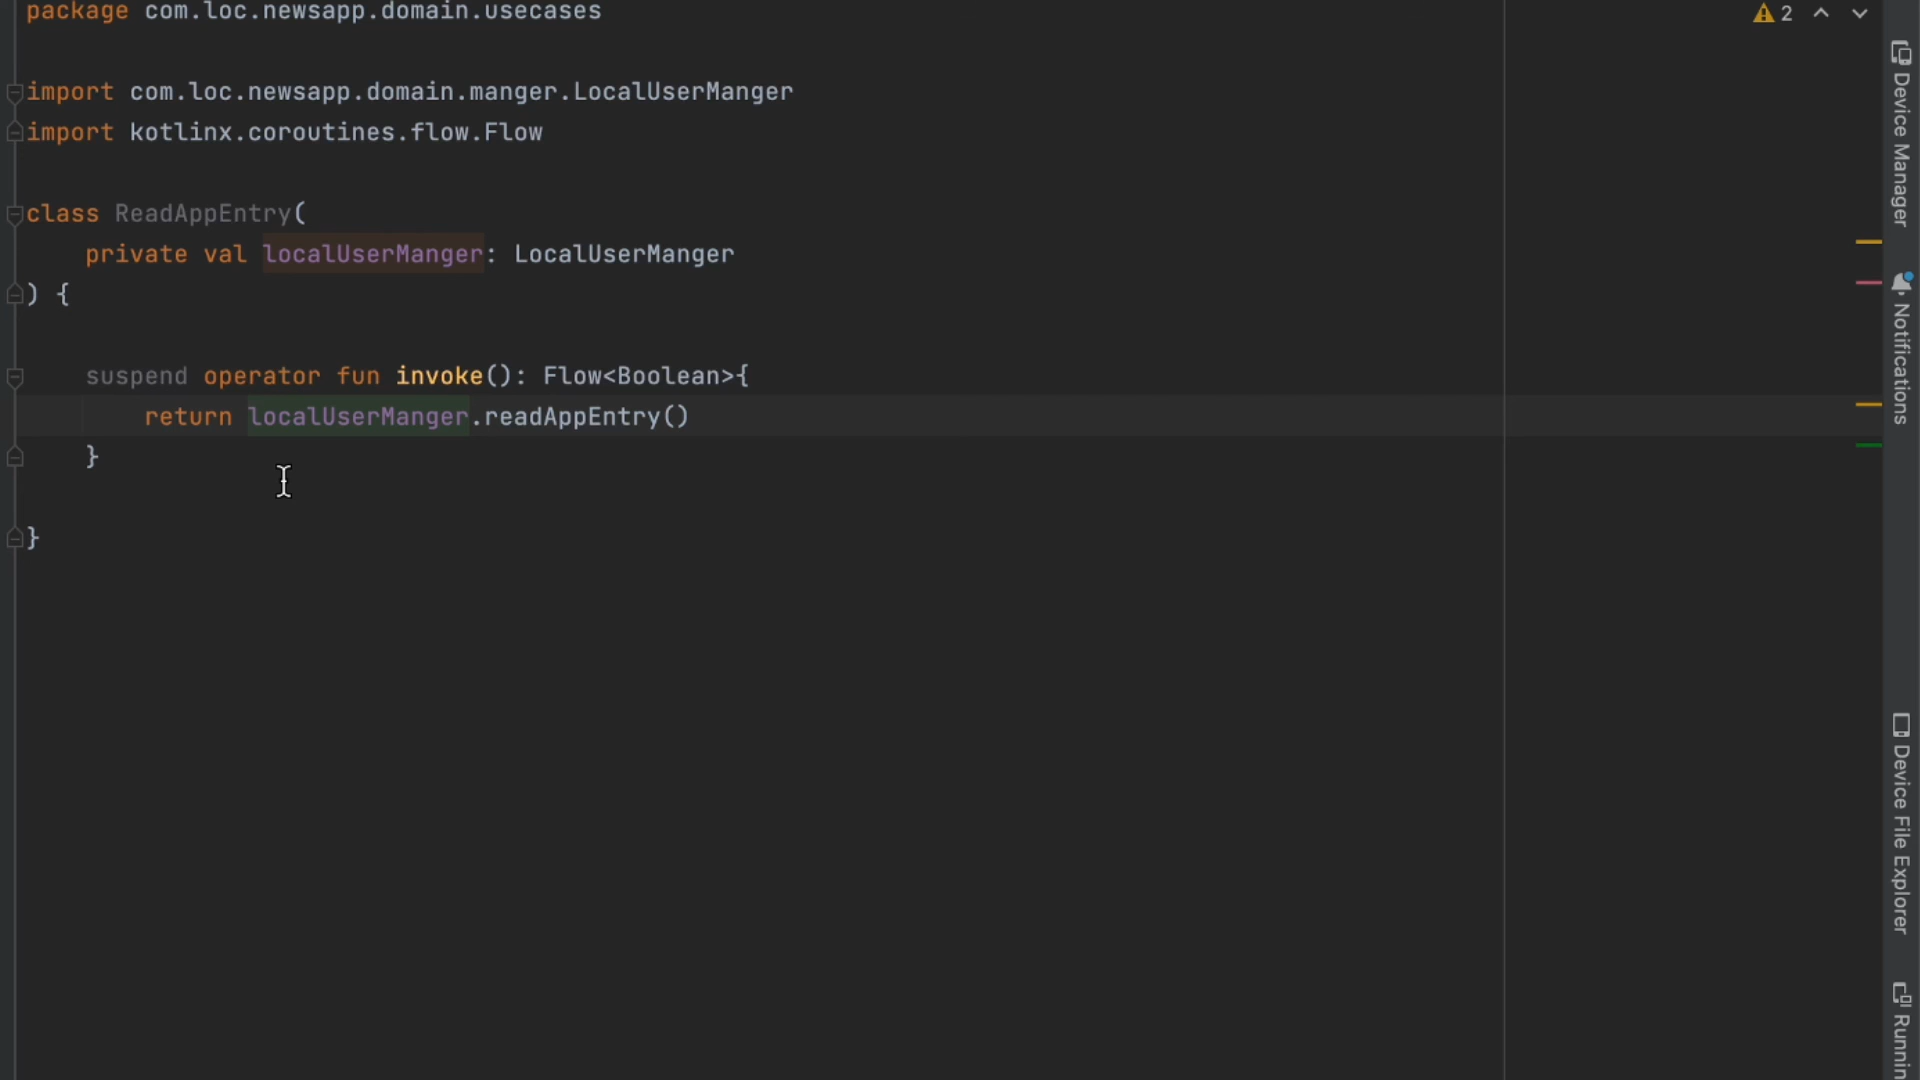 package com.loc.newsapp.domain.usecases
2
import com.loc.newsapp.domain.manger.LocalUserManger
import kotlinx.coroutines.flow.Flow
class ReadAppEntry(
    private val localUserManger: LocalUserManger
) {
    suspend operator fun invoke(): Flow<Boolean>{
        return localUserManger.readAppEntry()
    }
}
Device Manager
Notifications
Device File Explorer
Runnin